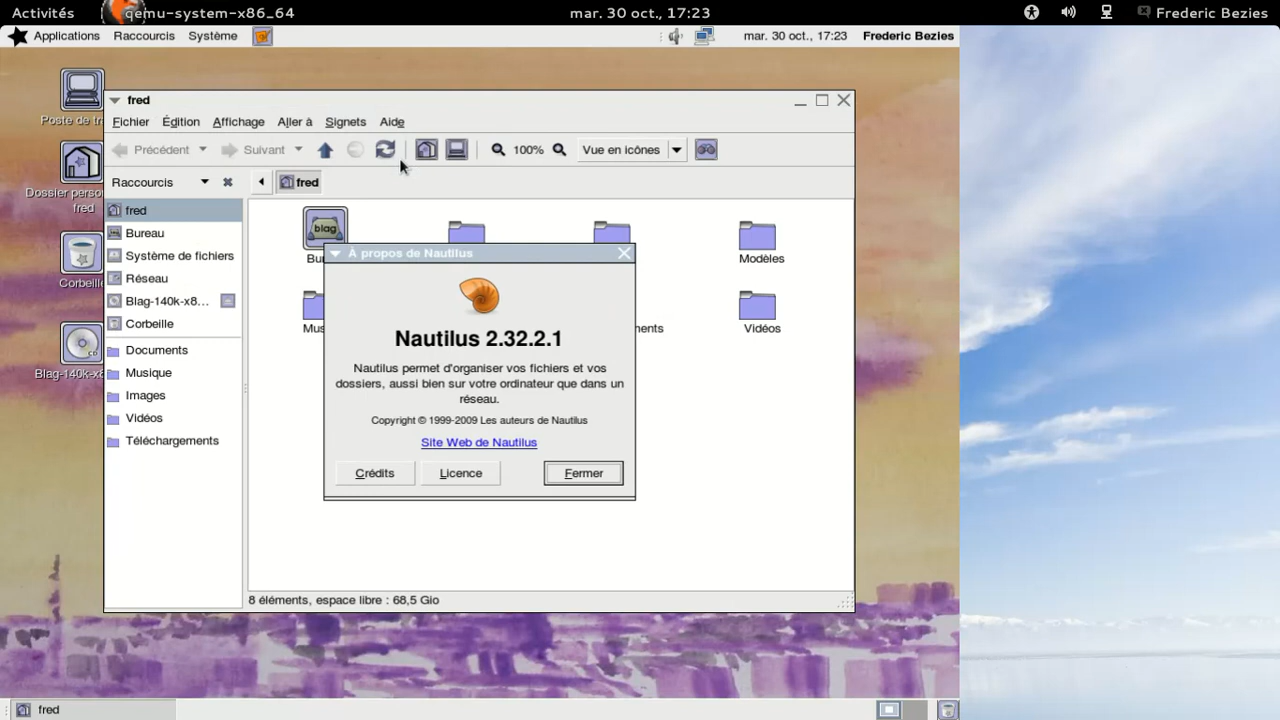 Activités
qemu-system-x86_64
mar. 30 oct., 17:23
Frederic Bezies
Applications
Raccourcis
Système
mar. 30 oct., 17:23
Frederic Bezies
Poste de
Dossier
fred
Corbeille
fred
Fichier
Édition
Affichage
Aller à
Signets
Aide
Précédent
Suivant
100%
Vue en icônes
Raccourcis
fred
fred
Bureau
Système de fichiers
Réseau
Blag-140k-x8...
Corbeille
Documents
Musique
Images
Vidéos
Téléchargements
blag
Modèles
Vidéos
À propos de Nautilus
Nautilus 2.32.2.1
Nautilus permet d'organiser vos fichiers et vos
dossiers, aussi bien sur votre ordinateur que dans un
réseau.
Copyright © 1999-2009 Les auteurs de Nautilus
Site Web de Nautilus
Crédits
Licence
Fermer
8 éléments, espace libre : 68,5 Gio
fred